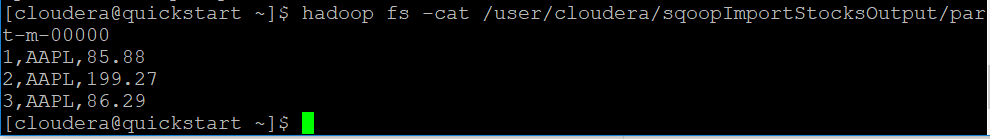 [cloudera@quickstart ~]$ hadoop fs -cat /user/cloudera/sqoopImportStocksOutput/par
t-m-00000
1,AAPL,85.88
2,AAPL,199.27
3,AAPL,86.29
[cloudera@quickstart ~]$